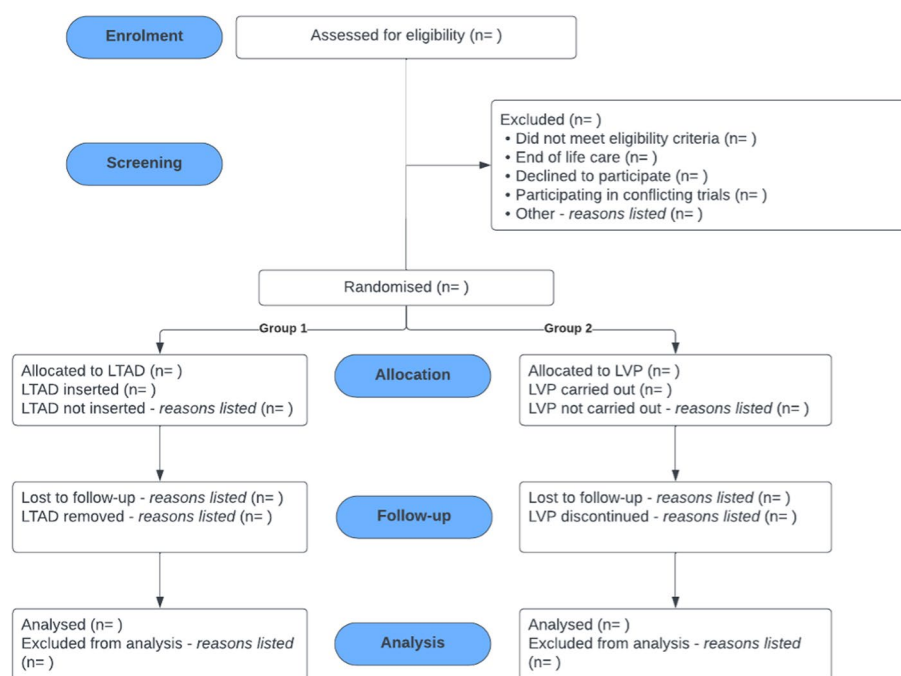 Enrolment
Assessed for eligibility (n= )
Screening
Excluded (n= )
• Did not meet eligibility criteria (n= )
• End of life care (n= )
• Declined to participate (n= )
• Participating in conflicting trials (n= )
• Other - reasons listed (n= )
Randomised (n= )
Group 1
Group 2
Allocated to LTAD (n= )
LTAD inserted (n= )
LTAD not inserted - reasons listed (n= )
Allocation
Allocated to LVP (n= )
LVP carried out (n= )
LVP not carried out - reasons listed (n= )
Lost to follow-up - reasons listed (n= )
LTAD removed - reasons listed (n= )
Follow-up
Lost to follow-up - reasons listed (n= )
LVP discontinued - reasons listed (n= )
Analysed (n= )
Excluded from analysis - reasons listed
(n= )
Analysis
Analysed (n= )
Excluded from analysis - reasons listed
(n= )